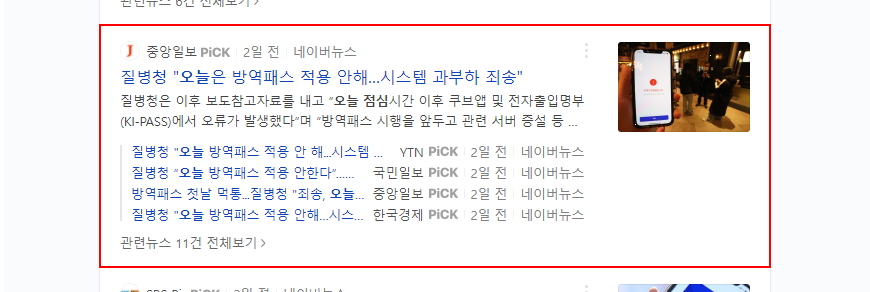 관련뉴스 6건 전체보기 >
중앙일보 PiCK 2일 전 네이버뉴스
질병청 "오늘은 방역패스 적용 안해...시스템 과부하 죄송"
질병청은 이후 보도참고자료를 내고 “오늘 점심시간 이후 쿠브앱 및 전자출입명부
(KI-PASS)에서 오류가 발생했다”며 “방역패스 시행을 앞두고 관련 서버 증설 등 ...
질병청 "오늘 방역패스 적용 안 해...시스템 ... YTN PiCK 2일 전 네이버뉴스
질병청 “오늘 방역패스 적용 안한다”…... 국민일보 PiCK 2일 전 네이버뉴스
방역패스 첫날 먹통...질병청 "죄송, 오늘... 중앙일보 PiCK 2일 전 네이버뉴스
질병청 "오늘 방역패스 적용 안해...시스... 한국경제 PiCK 2일 전 네이버뉴스
관련뉴스 11건 전체보기 >